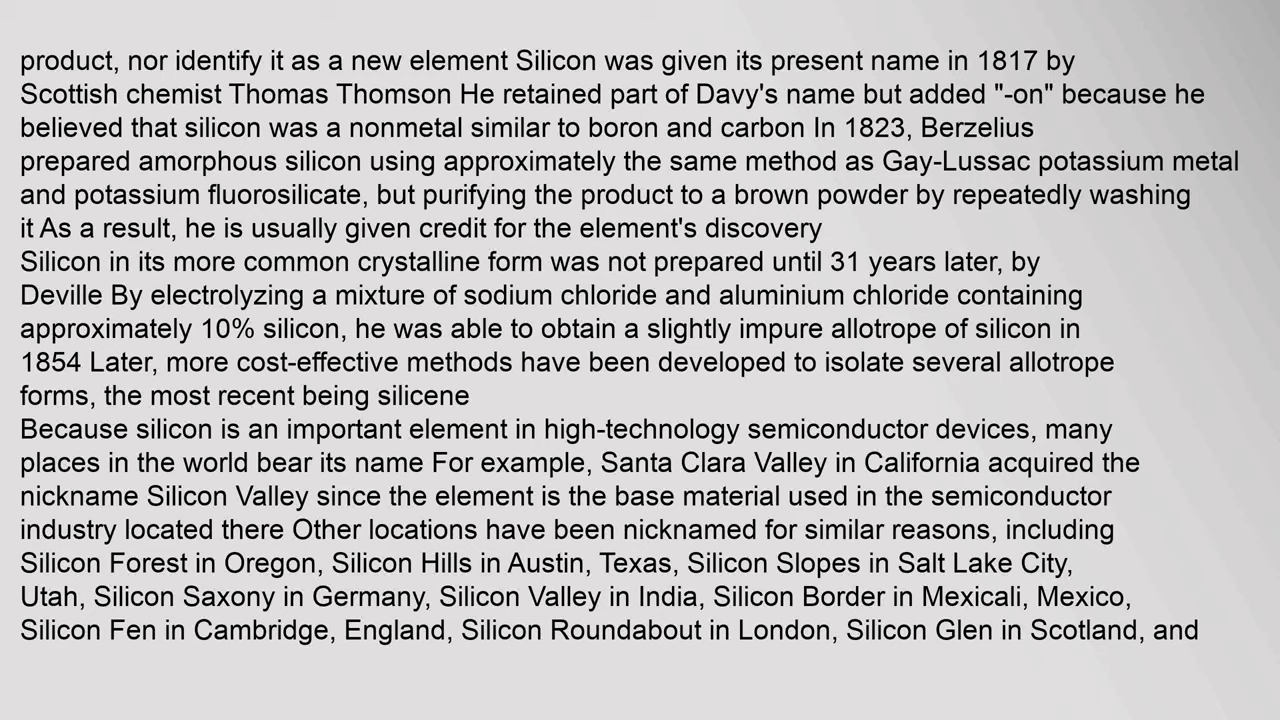 product, nor identify it as a new element Silicon was given its present name in 1817 by
Scottish chemist Thomas Thomson He retained part of Davy's name but added "-on" because he
believed that silicon was a nonmetal similar to boron and carbon In 1823, Berzelius
prepared amorphous silicon using approximately the same method as Gay-Lussac potassium metal
and potassium fluorosilicate, but purifying the product to a brown powder by repeatedly washing
it As a result, he is usually given credit for the element's discovery
Silicon in its more common crystalline form was not prepared until 31 years later, by
Deville By electrolyzing a mixture of sodium chloride and aluminium chloride containing
approximately 10% silicon, he was able to obtain a slightly impure allotrope of silicon in
1854 Later, more cost-effective methods have been developed to isolate several allotrope
forms, the most recent being silicene
Because silicon is an important element in high-technology semiconductor devices, many
places in the world bear its name For example, Santa Clara Valley in California acquired the
nickname Silicon Valley since the element is the base material used in the semiconductor
industry located there Other locations have been nicknamed for similar reasons, including
Silicon Forest in Oregon, Silicon Hills in Austin, Texas, Silicon Slopes in Salt Lake City,
Utah, Silicon Saxony in Germany, Silicon Valley in India, Silicon Border in Mexicali, Mexico,
Silicon Fen in Cambridge, England, Silicon Roundabout in London, Silicon Glen in Scotland, and